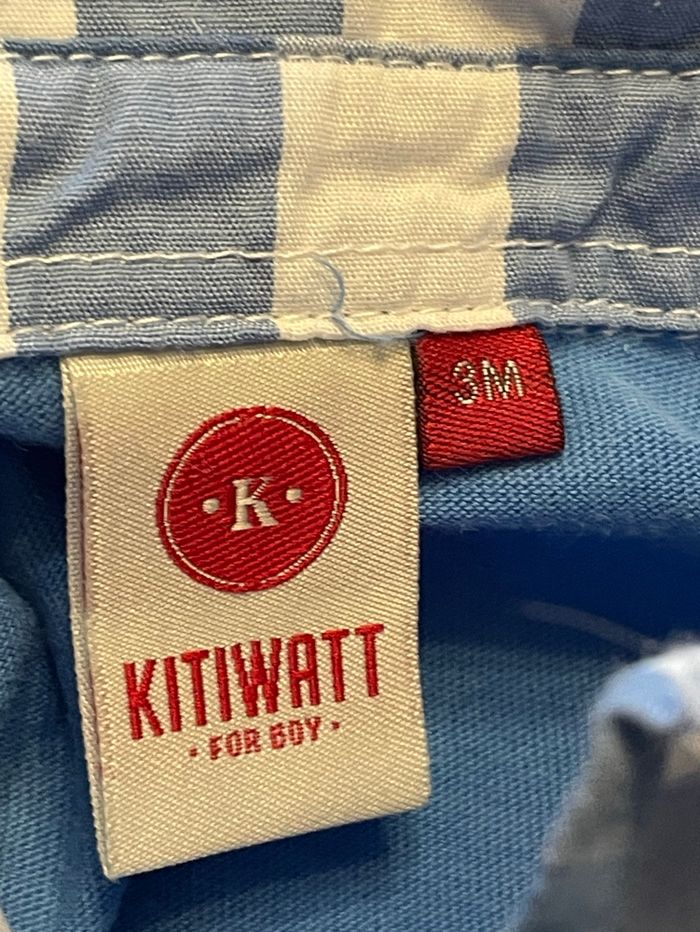 3M
·K·
KITIWATT
· FOR BOY ·